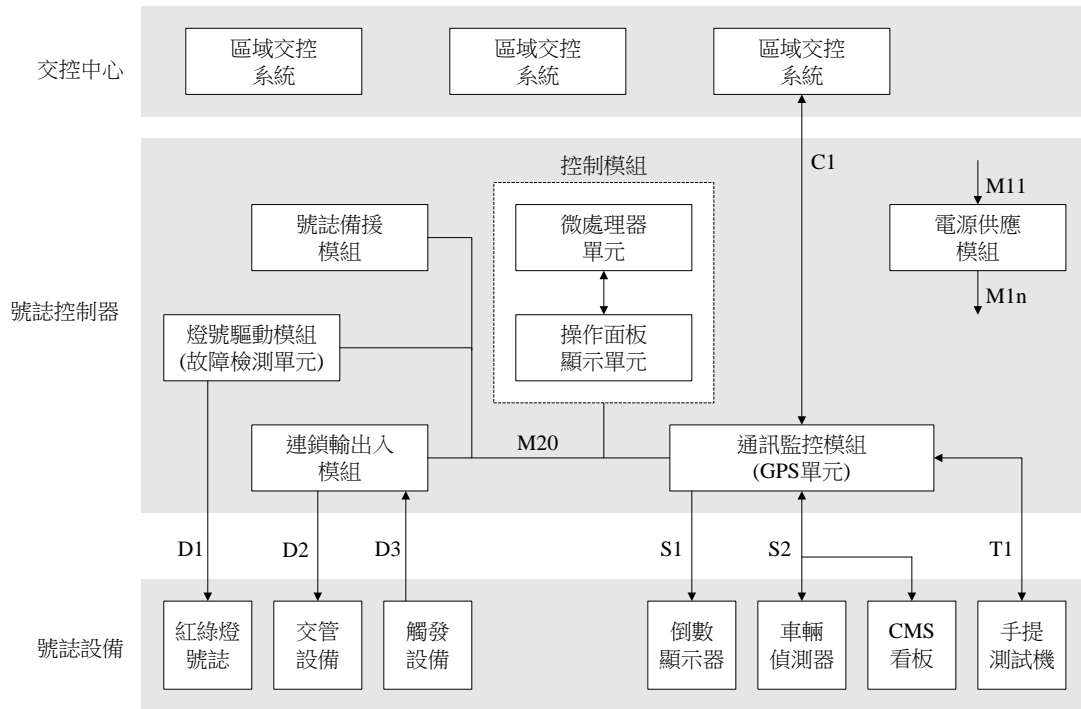 交控中心
區域交控
系統
區域交控
系統
區域交控
系統
號誌控制器
控制模組
C1
M11
號誌備援
模組
微處理器
單元
電源供應
模組
M1n
燈號驅動模組
(故障檢測單元)
操作面板
顯示單元
連鎖輸出入
模組
M20
通訊監控模組
(GPS單元)
D1
D2
D3
S1
S2
T1
號誌設備
紅綠燈
號誌
交管
設備
觸發
設備
倒數
顯示器
車輛
偵測器
CMS
看板
手提
測試機